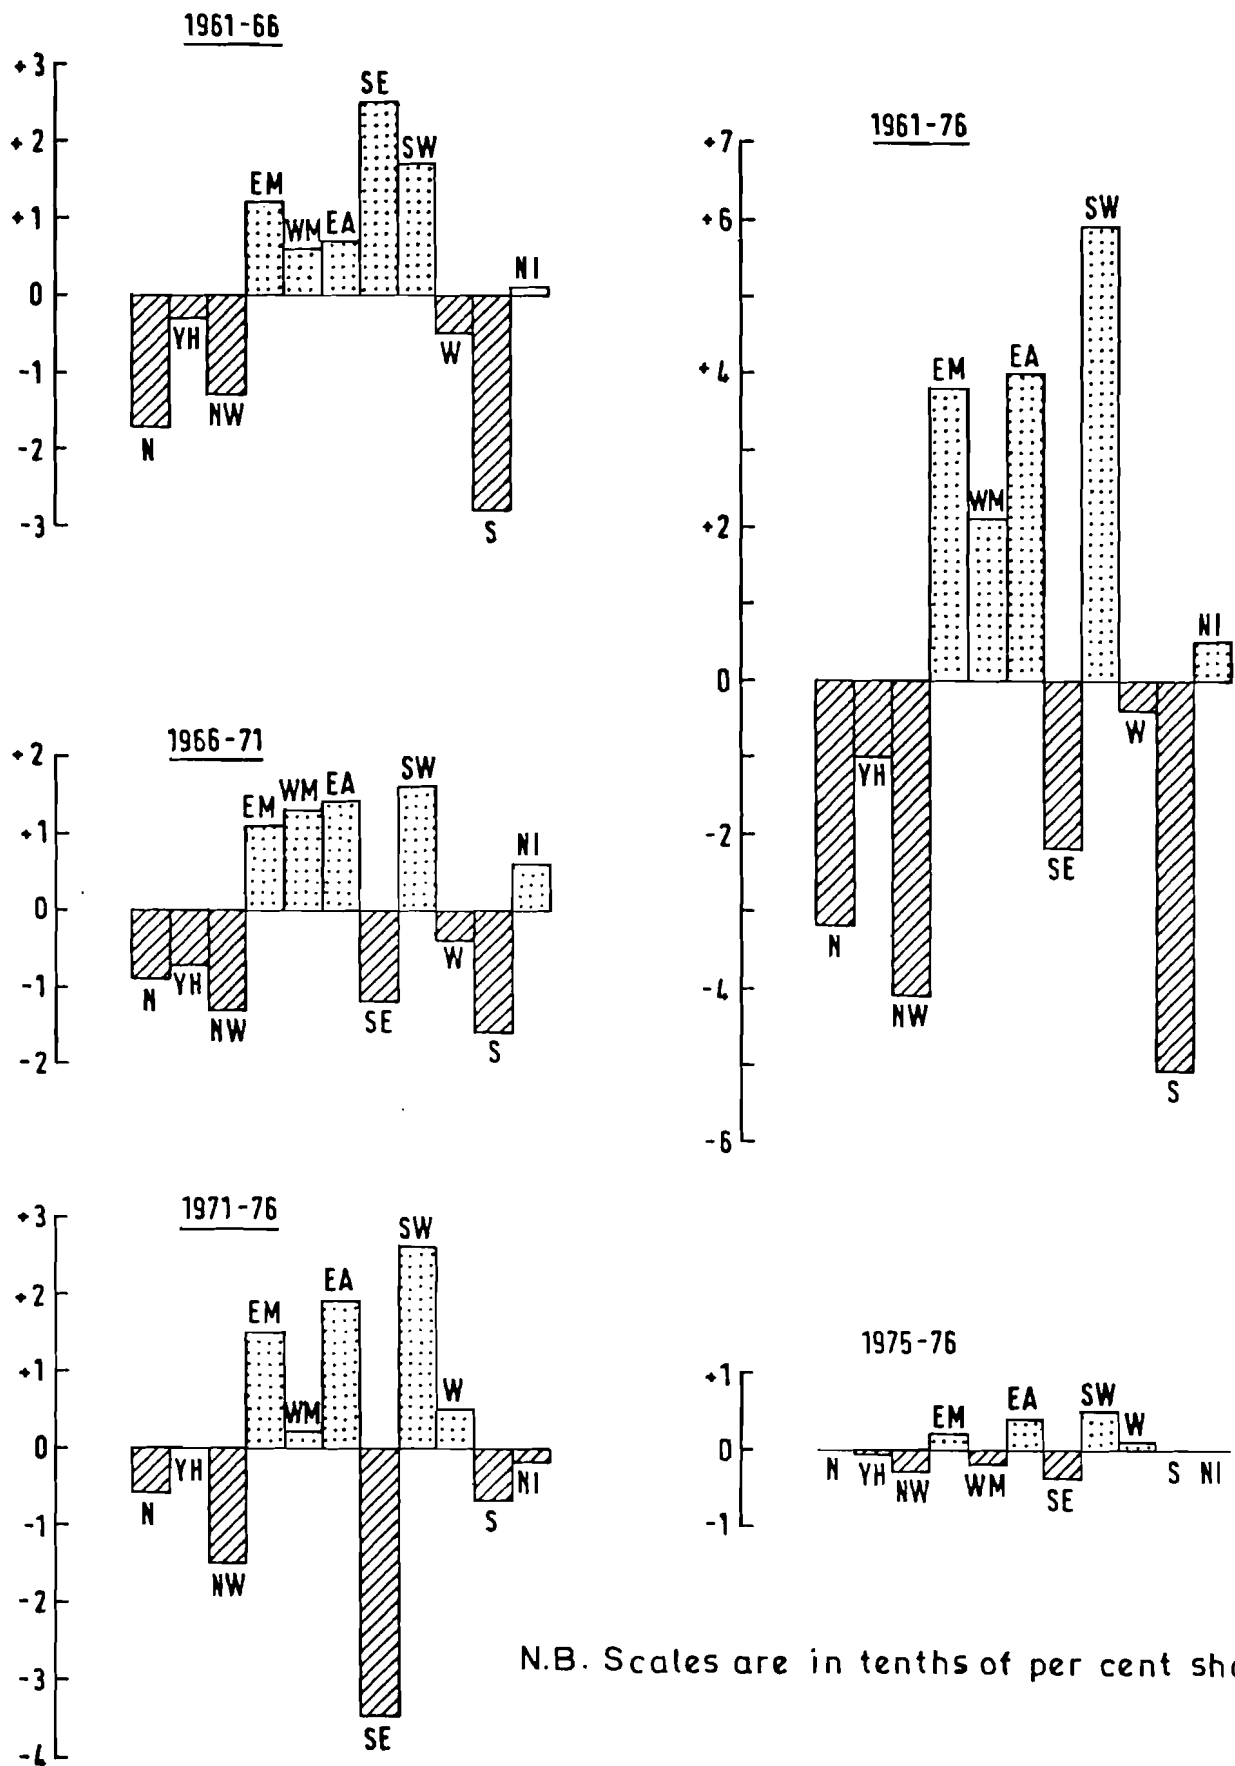 1961-66
+3
+2
+1
0
-1
-2
-3
N
YH
NW
EM
WM
EA
SE
SW
W
S
NI
1961-76
+7
+6
+4
+2
0
-2
-4
-6
N
YH
NW
EM
WM
EA
SE
SW
W
S
NI
1966-71
+2
+1
0
-1
-2
N
YH
NW
EM
WM
EA
SE
SW
W
S
NI
1971-76
+3
+2
+1
0
-1
-2
-3
-4
N
YH
NW
EM
WM
EA
SE
SW
W
S
NI
1975-76
+1
0
-1
N
YH
NW
EM
WM
EA
SE
SW
W
S
NI
N.B. Scales are in tenths of per cent